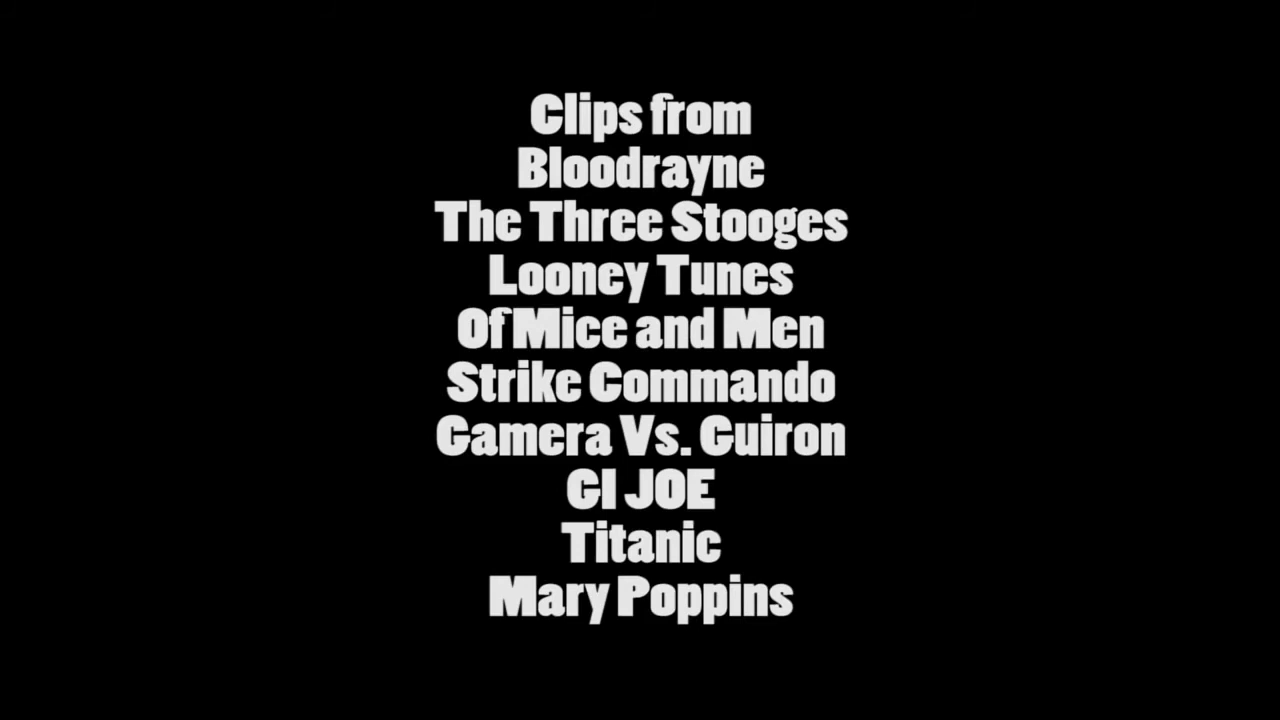 Clips from
Bloodrayne
The Three Stooges
Looney Tunes
Of Mice and Men
Strike Commando
Gamera Vs. Guiron
GI JOE
Titanic
Mary Poppins